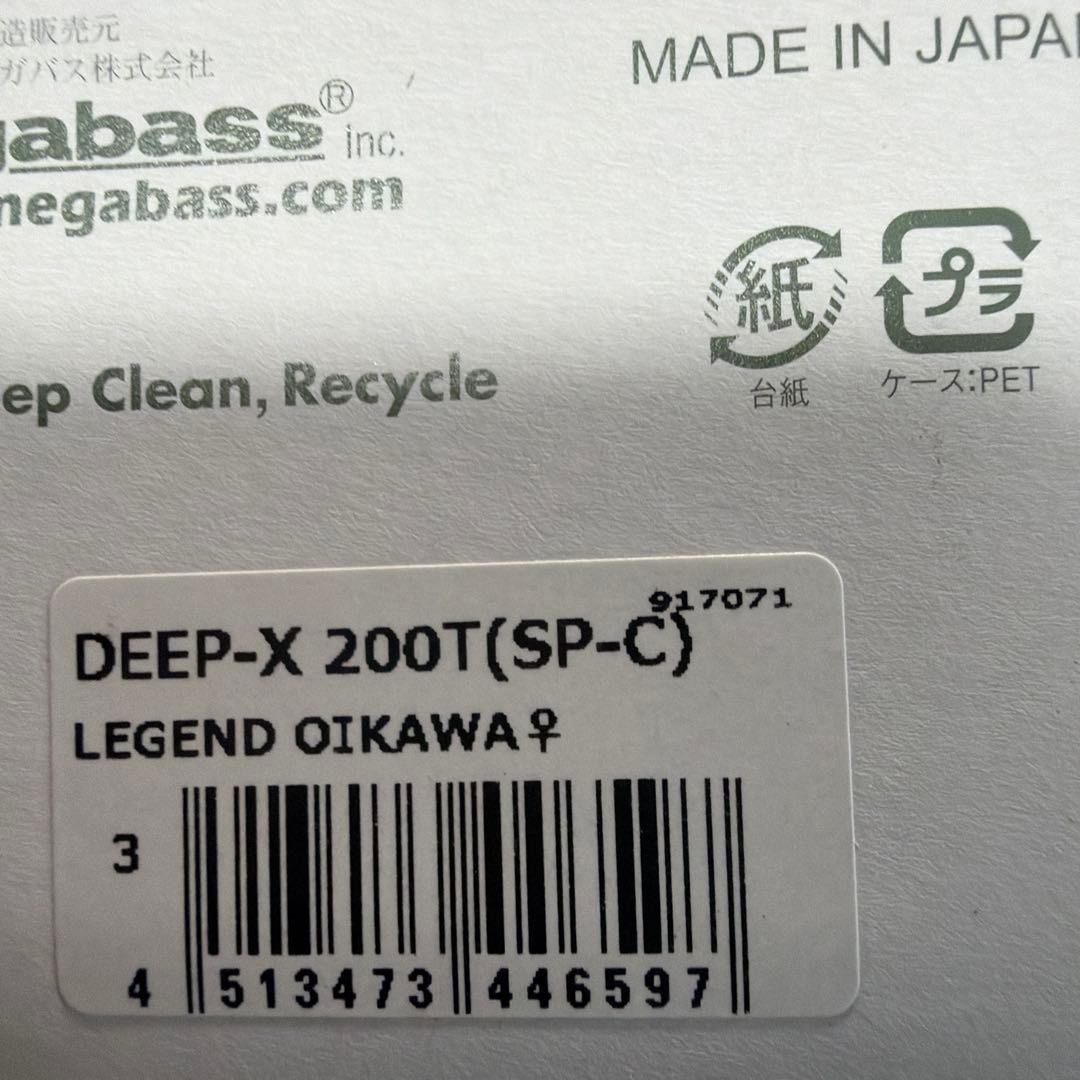 造販売元
ガバス株式会社
gabass® inc.
megabass.com
MADE IN JAPA
紙
プラ
台紙
ケース:PET
ep Clean, Recycle
917071
DEEP-X 200T(SP-C)
LEGEND OIKAWA♀
3
4 513473 446597